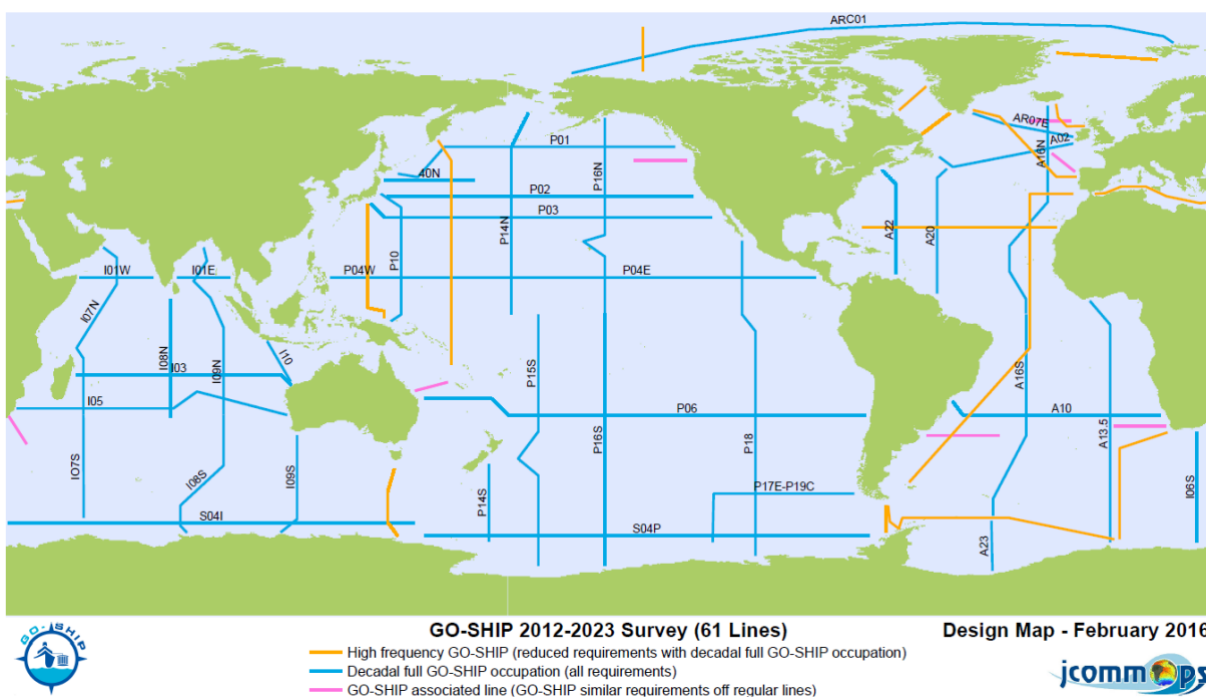 ARC01
AR07E
A02
A16N
P01
40N
P16N
P02
P03
P14N
A22
A20
P10
I01W
I01E
P04W
P04E
I07N
I08N
I03
I09N
I10
P15S
A16S
I05
P06
A10
P16S
P18
A13.5
IO7S
I08S
I09S
P14S
P17E-P19C
I06S
S04I
S04P
A23
GO-SHIP
GO-SHIP 2012-2023 Survey (61 Lines)
Design Map - February 2016
High frequency GO-SHIP (reduced requirements with decadal full GO-SHIP occupation)
Decadal full GO-SHIP occupation (all requirements)
GO-SHIP associated line (GO-SHIP similar requirements off regular lines)
jcommops